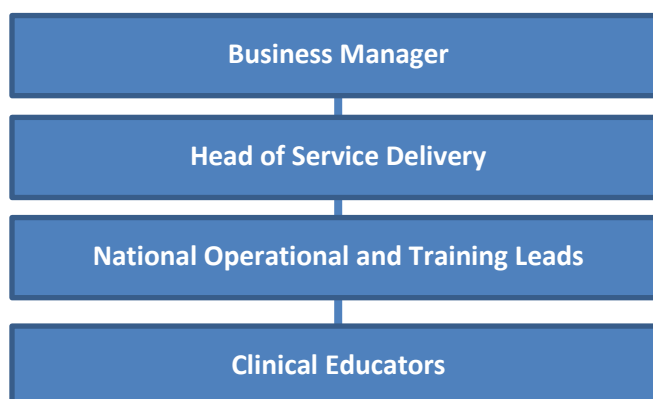 Business Manager
Head of Service Delivery
National Operational and Training Leads
Clinical Educators